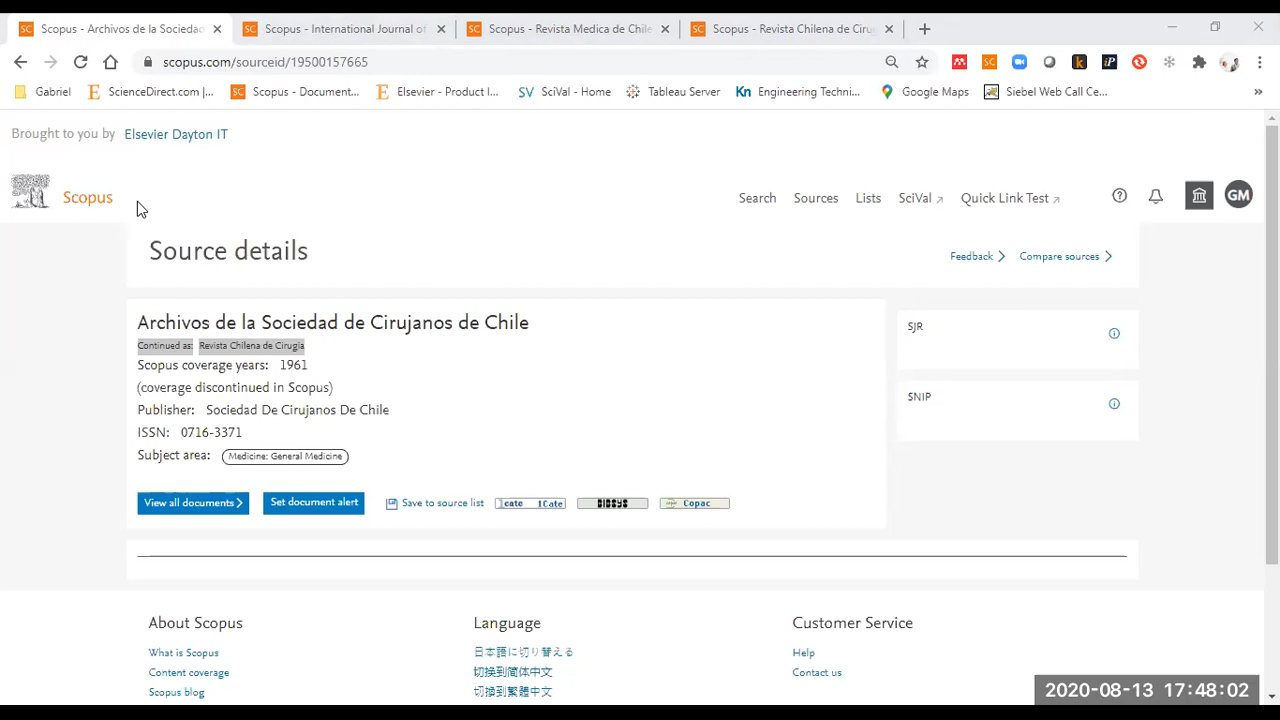 Scopus - Archivos de la Sociedad
Scopus - International Journal of
Scopus - Revista Medica de Chile
Scopus - Revista Chilena de Cirug
scopus.com/sourceid/19500157665
Gabriel
ScienceDirect.com |...
Scopus - Document...
Elsevier - Product I...
SciVal - Home
Tableau Server
Engineering Techni...
Google Maps
Siebel Web Call Ce...
Brought to you by Elsevier Dayton IT
Scopus
Search
Sources
Lists
SciVal
Quick Link Test
GM
Source details
Feedback
Compare sources
Archivos de la Sociedad de Cirujanos de Chile
Continued as: Revista Chilena de Cirugia
Scopus coverage years: 1961
(coverage discontinued in Scopus)
Publisher: Sociedad De Cirujanos De Chile
ISSN: 0716-3371
Subject area: Medicine: General Medicine
SJR
SNIP
View all documents
Set document alert
Save to source list
1Cate
BIBSYS
Copac
About Scopus
What is Scopus
Content coverage
Scopus blog
Language
日本語に切り替える
切换到简体中文
切換到繁體中文
Customer Service
Help
Contact us
2020-08-13 17:48:02